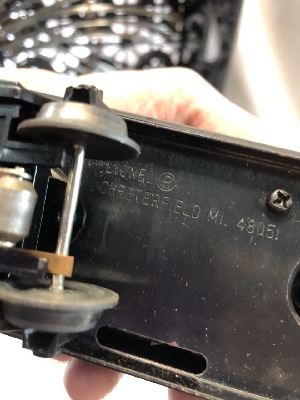 LIONEL ®
CHESTERFIELD MI. 48051